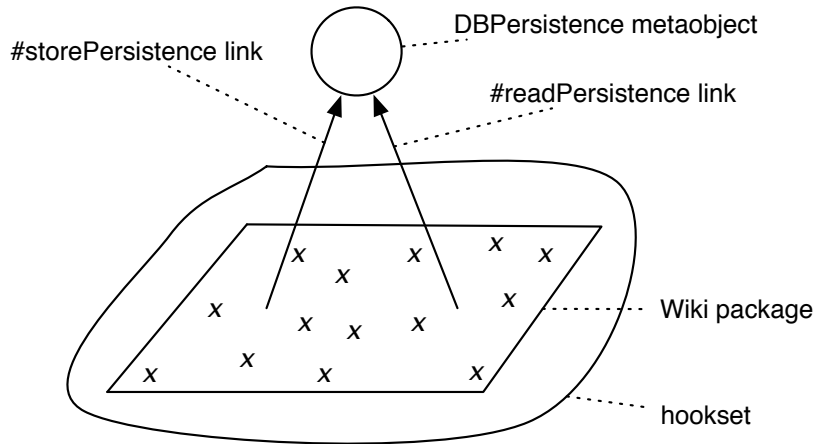 DBPersistence metaobject
#storePersistence link
#readPersistence link
x
x
x
x
x
x
x
x
x
x
x
x
x
x
Wiki package
hookset